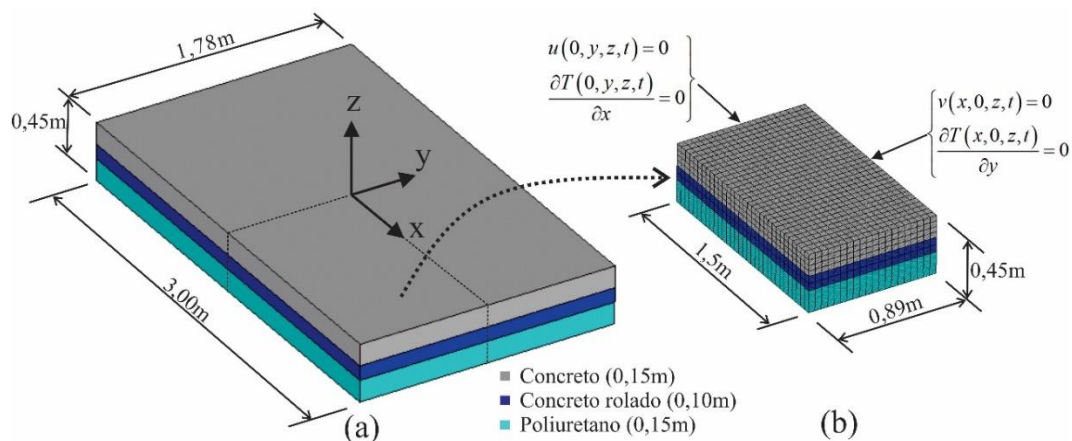 1,78m
0,45m
3,00m
z
y
x
(a)
u(0, y, z, t) = 0
∂T(0, y, z, t)
∂x
= 0
v(x, 0, z, t) = 0
∂T(x, 0, z, t)
∂y
= 0
1,5m
0,89m
0,45m
(b)
Concreto (0,15m)
Concreto rolado (0,10m)
Poliuretano (0,15m)